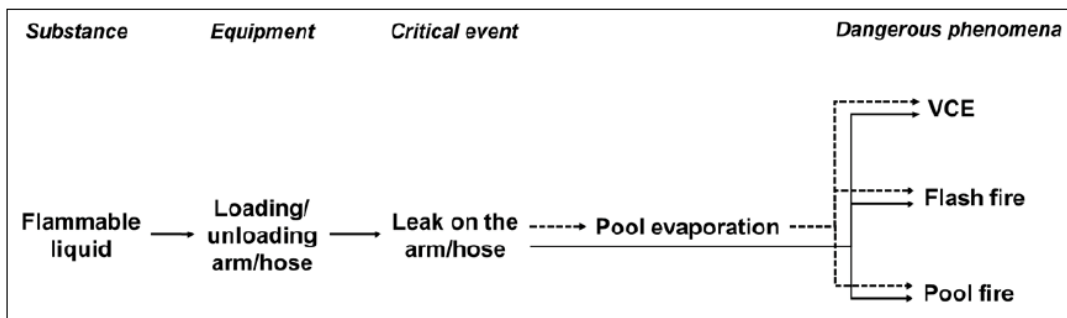 Substance Equipment Critical event Dangerous phenomena
VCE
Flash fire
Flammable
liquid
Loading/
unloading
arm/hose
Leak on the
arm/hose
Pool evaporation
Pool fire